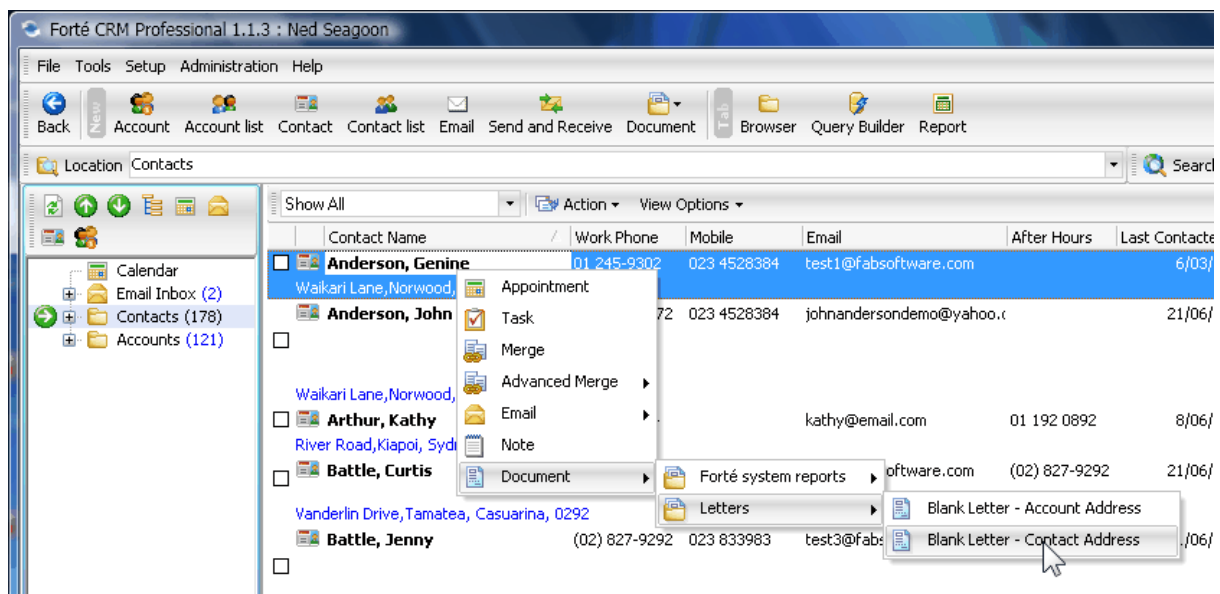 Forté CRM Professional 1.1.3 : Ned Seagoon
File Tools Setup Administration Help
Back New Account Account list Contact Contact list Email Send and Receive Document Tab Browser Query Builder Report
Location Contacts Search
Show All Action View Options
Contact Name Work Phone Mobile Email After Hours Last Contacte
Calendar
Email Inbox (2)
Contacts (178)
Accounts (121)
Anderson, Genine 01 245-9302 023 4528384 test1@fabsoftware.com 6/03/
Waikari Lane,Norwood,
Anderson, John 72 023 4528384 johnandersondemo@yahoo.c 21/06/
Waikari Lane,Norwood,
Arthur, Kathy kathy@email.com 01 192 0892 8/06/
River Road,Kiapoi, Syd
Battle, Curtis oftware.com (02) 827-9292 21/06/
Vanderlin Drive,Tamatea, Casuarina, 0292
Battle, Jenny (02) 827-9292 023 833983 test3@fabs /06/
Appointment
Task
Merge
Advanced Merge
Email
Note
Document
Forté system reports
Letters
Blank Letter - Account Address
Blank Letter - Contact Address